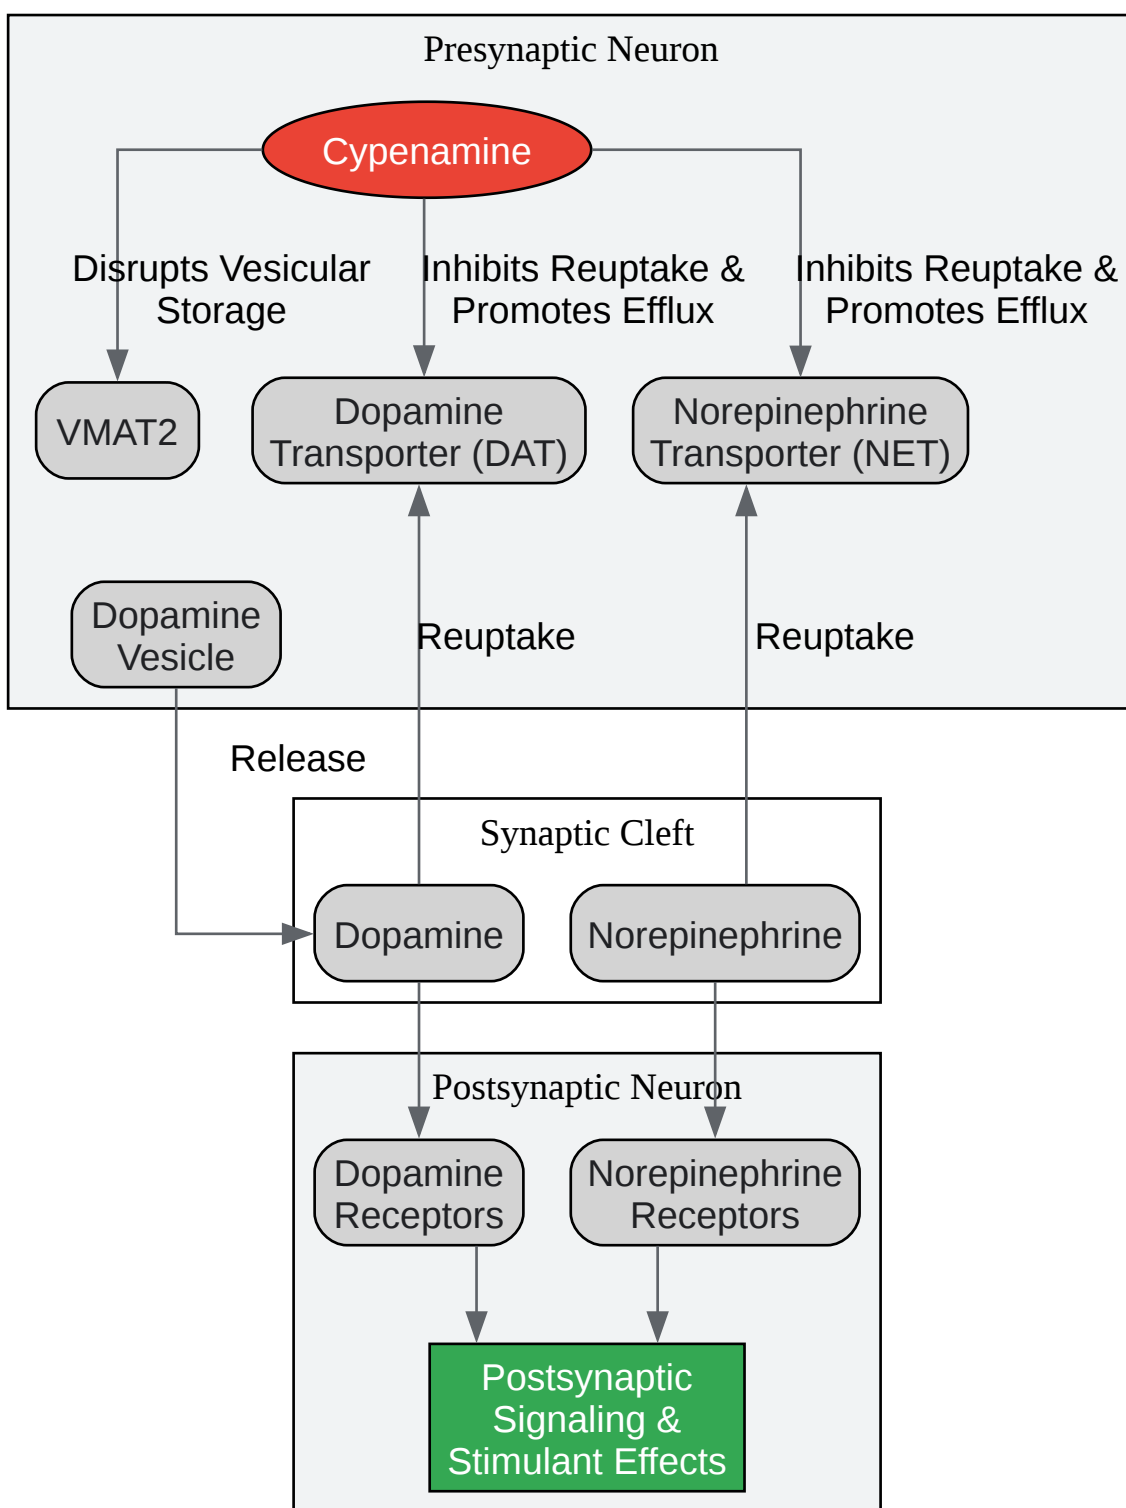 Presynaptic Neuron
Cypenamine
Disrupts Vesicular
Storage
Inhibits Reuptake &
Promotes Efflux
Inhibits Reuptake &
Promotes Efflux
VMAT2
Dopamine
Transporter (DAT)
Norepinephrine
Transporter (NET)
Dopamine
Vesicle
Reuptake
Reuptake
Release
Synaptic Cleft
Dopamine
Norepinephrine
Postsynaptic Neuron
Dopamine
Receptors
Norepinephrine
Receptors
Postsynaptic
Signaling &
Stimulant Effects